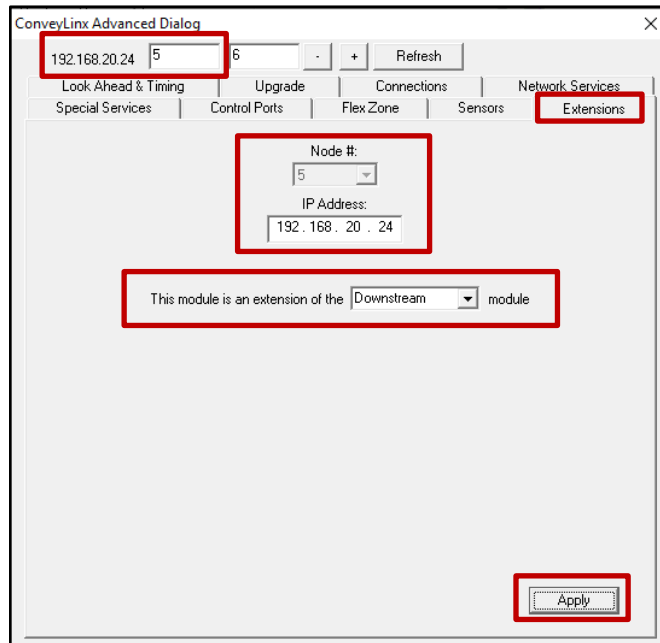 ConveyLinx Advanced Dialog
192.168.20.24 5 6 - + Refresh
Look Ahead & Timing Upgrade Connections Network Services
Special Services Control Ports Flex Zone Sensors Extensions
Node #:
5
IP Address:
192 . 168 . 20 . 24
This module is an extension of the Downstream module
Apply